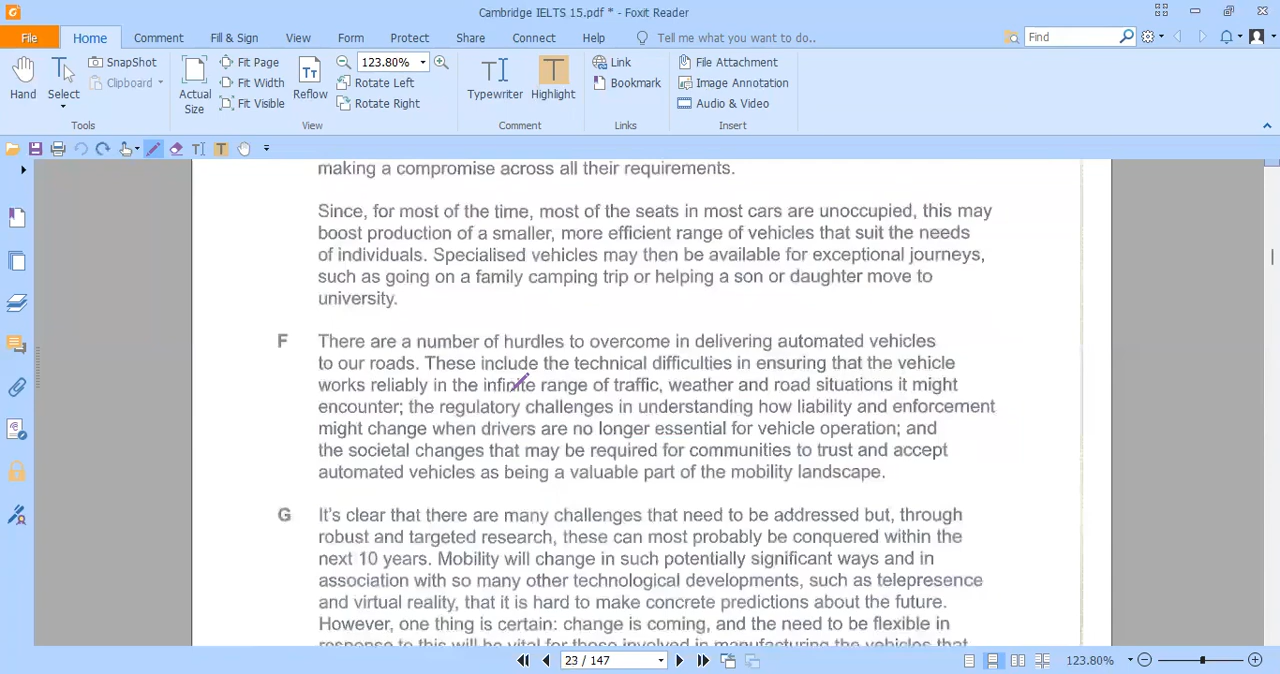 Cambridge IELTS 15.pdf * - Foxit Reader
File Home Comment Fill & Sign View Form Protect Share Connect Help Tell me what you want to do.. Find
Hand
Select
SnapShot
Clipboard
Tools
Actual Size
Fit Page
Fit Width
Fit Visible
Reflow
123.80%
Rotate Left
Rotate Right
View
Typewriter
Highlight
Comment
Link
Bookmark
Links
File Attachment
Image Annotation
Audio & Video
Insert
making a compromise across all their requirements.
Since, for most of the time, most of the seats in most cars are unoccupied, this may
boost production of a smaller, more efficient range of vehicles that suit the needs
of individuals. Specialised vehicles may then be available for exceptional journeys,
such as going on a family camping trip or helping a son or daughter move to
university.
F There are a number of hurdles to overcome in delivering automated vehicles
to our roads. These include the technical difficulties in ensuring that the vehicle
works reliably in the infinite range of traffic, weather and road situations it might
encounter; the regulatory challenges in understanding how liability and enforcement
might change when drivers are no longer essential for vehicle operation; and
the societal changes that may be required for communities to trust and accept
automated vehicles as being a valuable part of the mobility landscape.
G It's clear that there are many challenges that need to be addressed but, through
robust and targeted research, these can most probably be conquered within the
next 10 years. Mobility will change in such potentially significant ways and in
association with so many other technological developments, such as telepresence
and virtual reality, that it is hard to make concrete predictions about the future.
However, one thing is certain: change is coming, and the need to be flexible in
response to this will be vital for those involved in manufacturing the vehicles that
23 / 147
123.80%